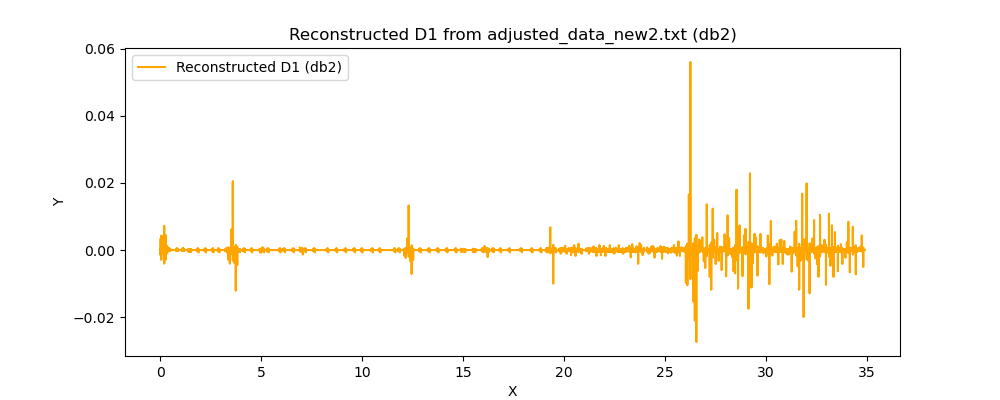 Reconstructed D1 from adjusted_data_new2.txt (db2)
Reconstructed D1 (db2)
0.06
0.04
0.02
0.00
−0.02
Y
0 5 10 15 20 25 30 35
X